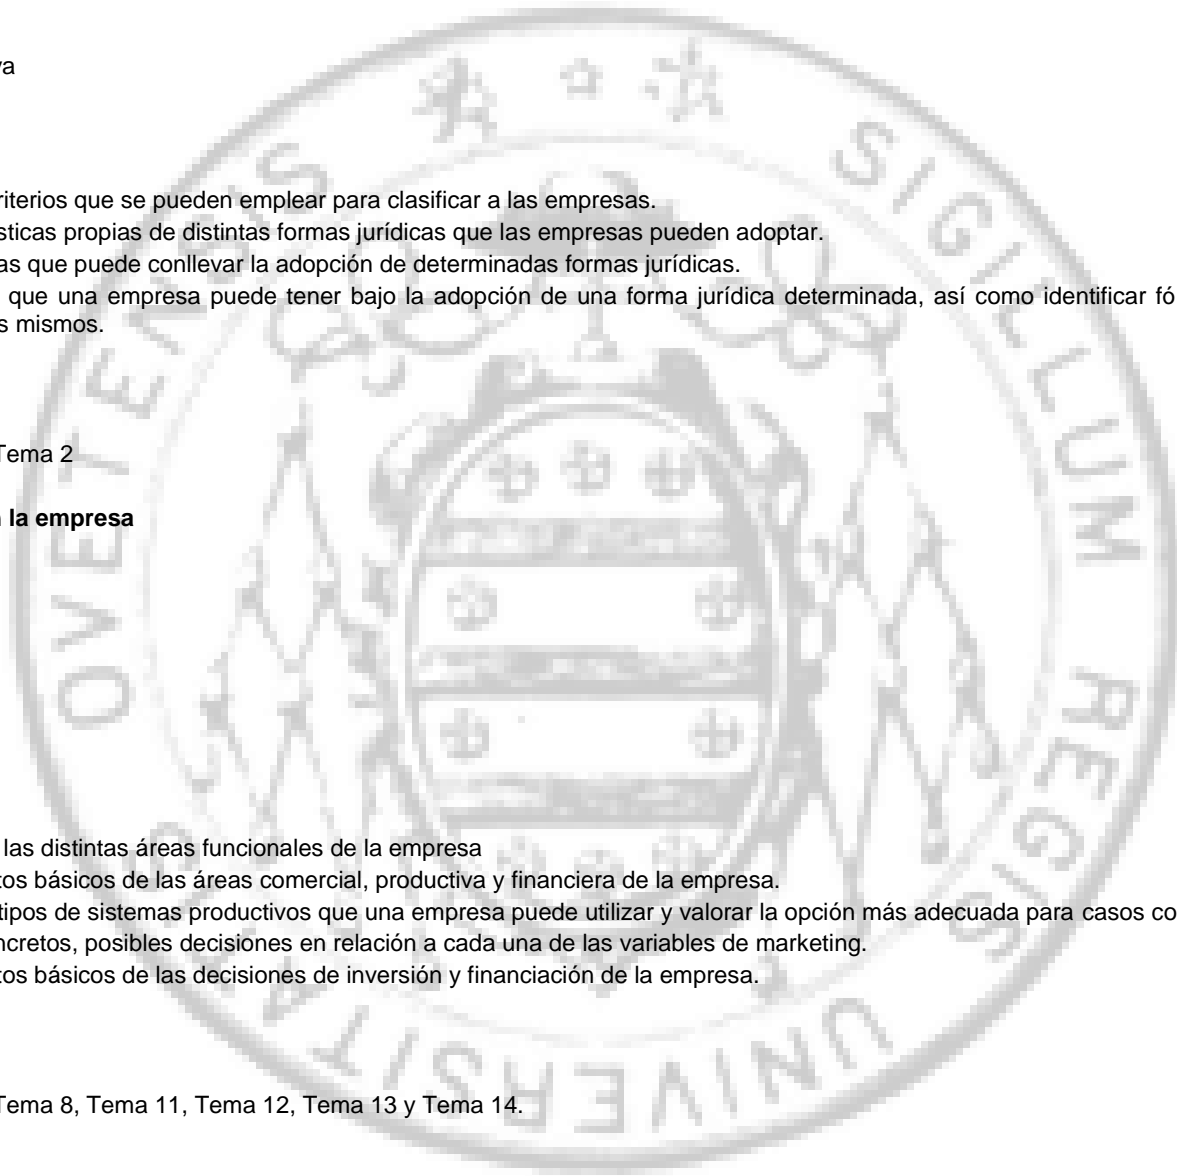 va
riterios que se pueden emplear para clasificar a las empresas.
sticas propias de distintas formas jurídicas que las empresas pueden adoptar.
as que puede conllevar la adopción de determinadas formas jurídicas.
que una empresa puede tener bajo la adopción de una forma jurídica determinada, así como identificar fó
s mismos.
Tema 2
la empresa
las distintas áreas funcionales de la empresa
tos básicos de las áreas comercial, productiva y financiera de la empresa.
tipos de sistemas productivos que una empresa puede utilizar y valorar la opción más adecuada para casos co
ncretos, posibles decisiones en relación a cada una de las variables de marketing.
tos básicos de las decisiones de inversión y financiación de la empresa.
Tema 8, Tema 11, Tema 12, Tema 13 y Tema 14.
SIGILLUM REGIS UNIVERSITATIS OVETENSIS